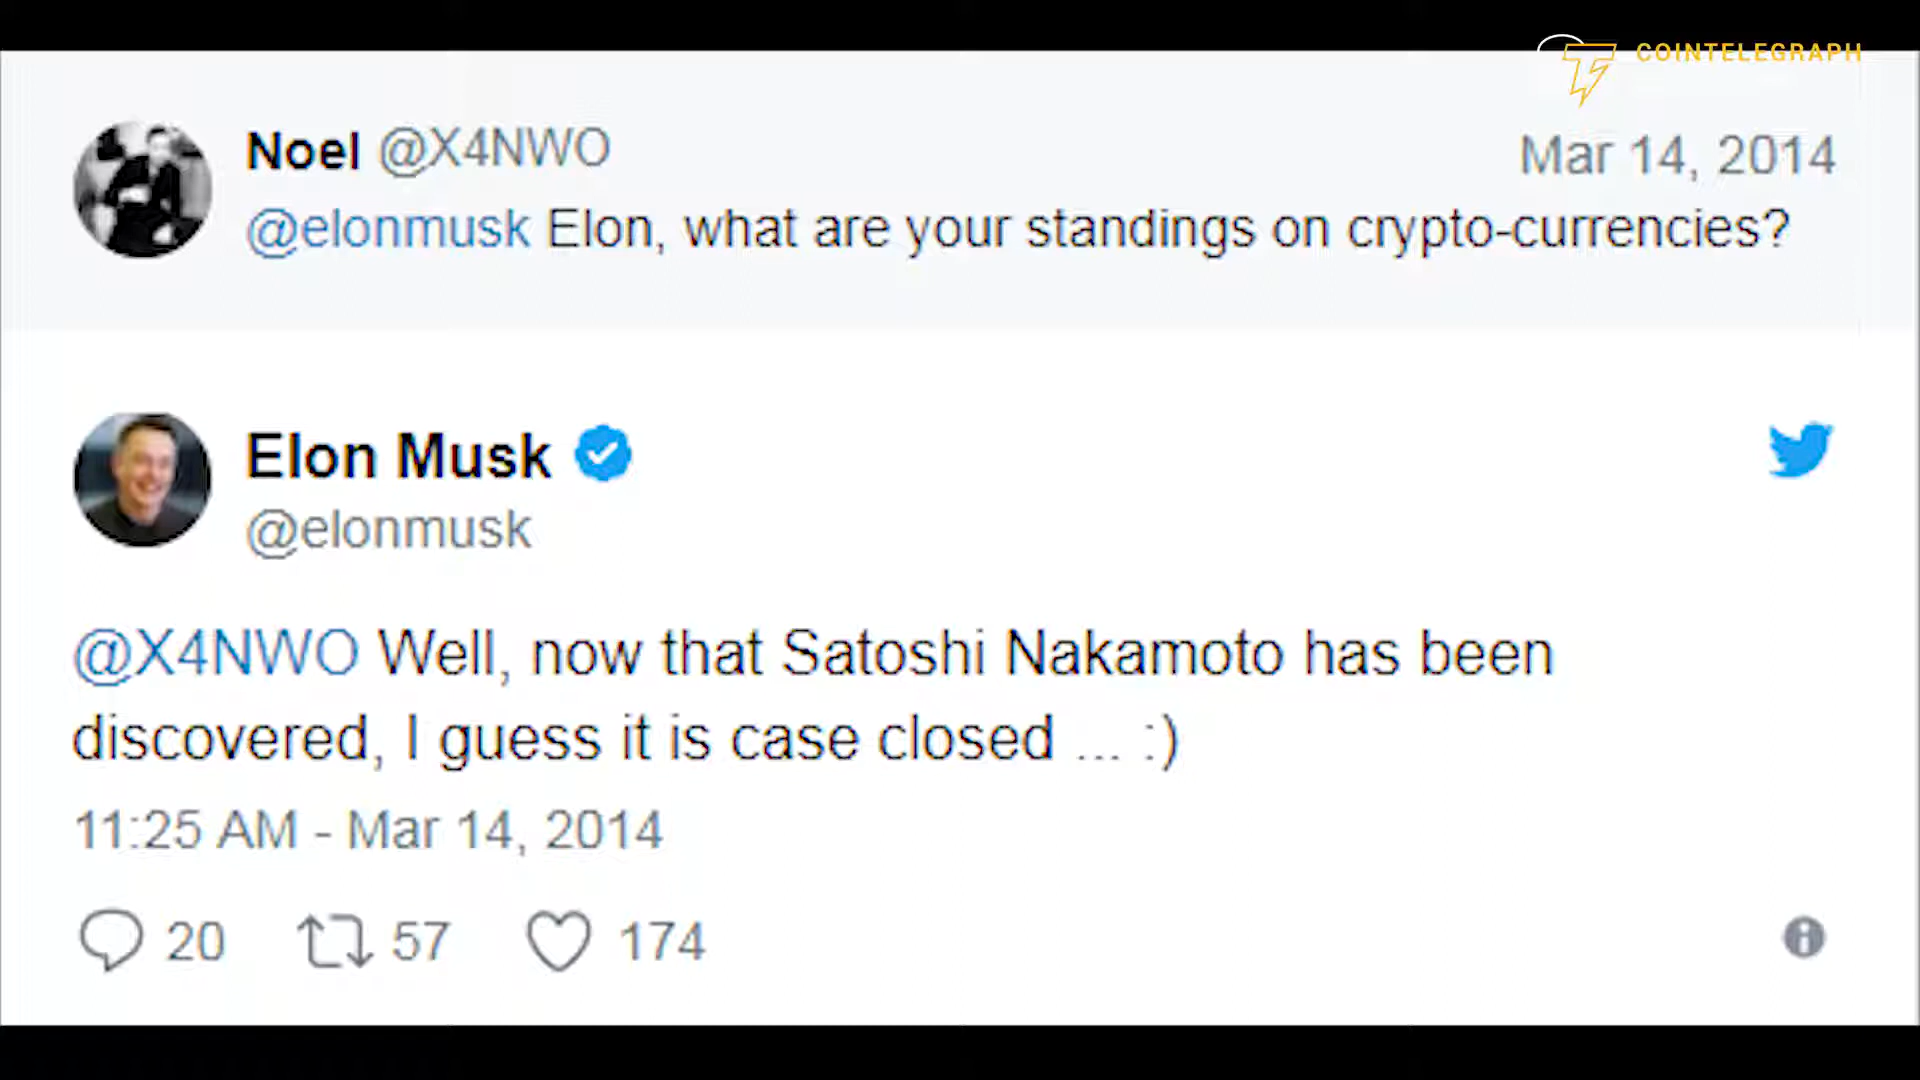 COINTELEGRAPH
Noel @X4NWO
Mar 14, 2014
@elonmusk Elon, what are your standings on crypto-currencies?
Elon Musk
@elonmusk
@X4NWO Well, now that Satoshi Nakamoto has been
discovered, I guess it is case closed ... :)
11:25 AM - Mar 14, 2014
20 57 174